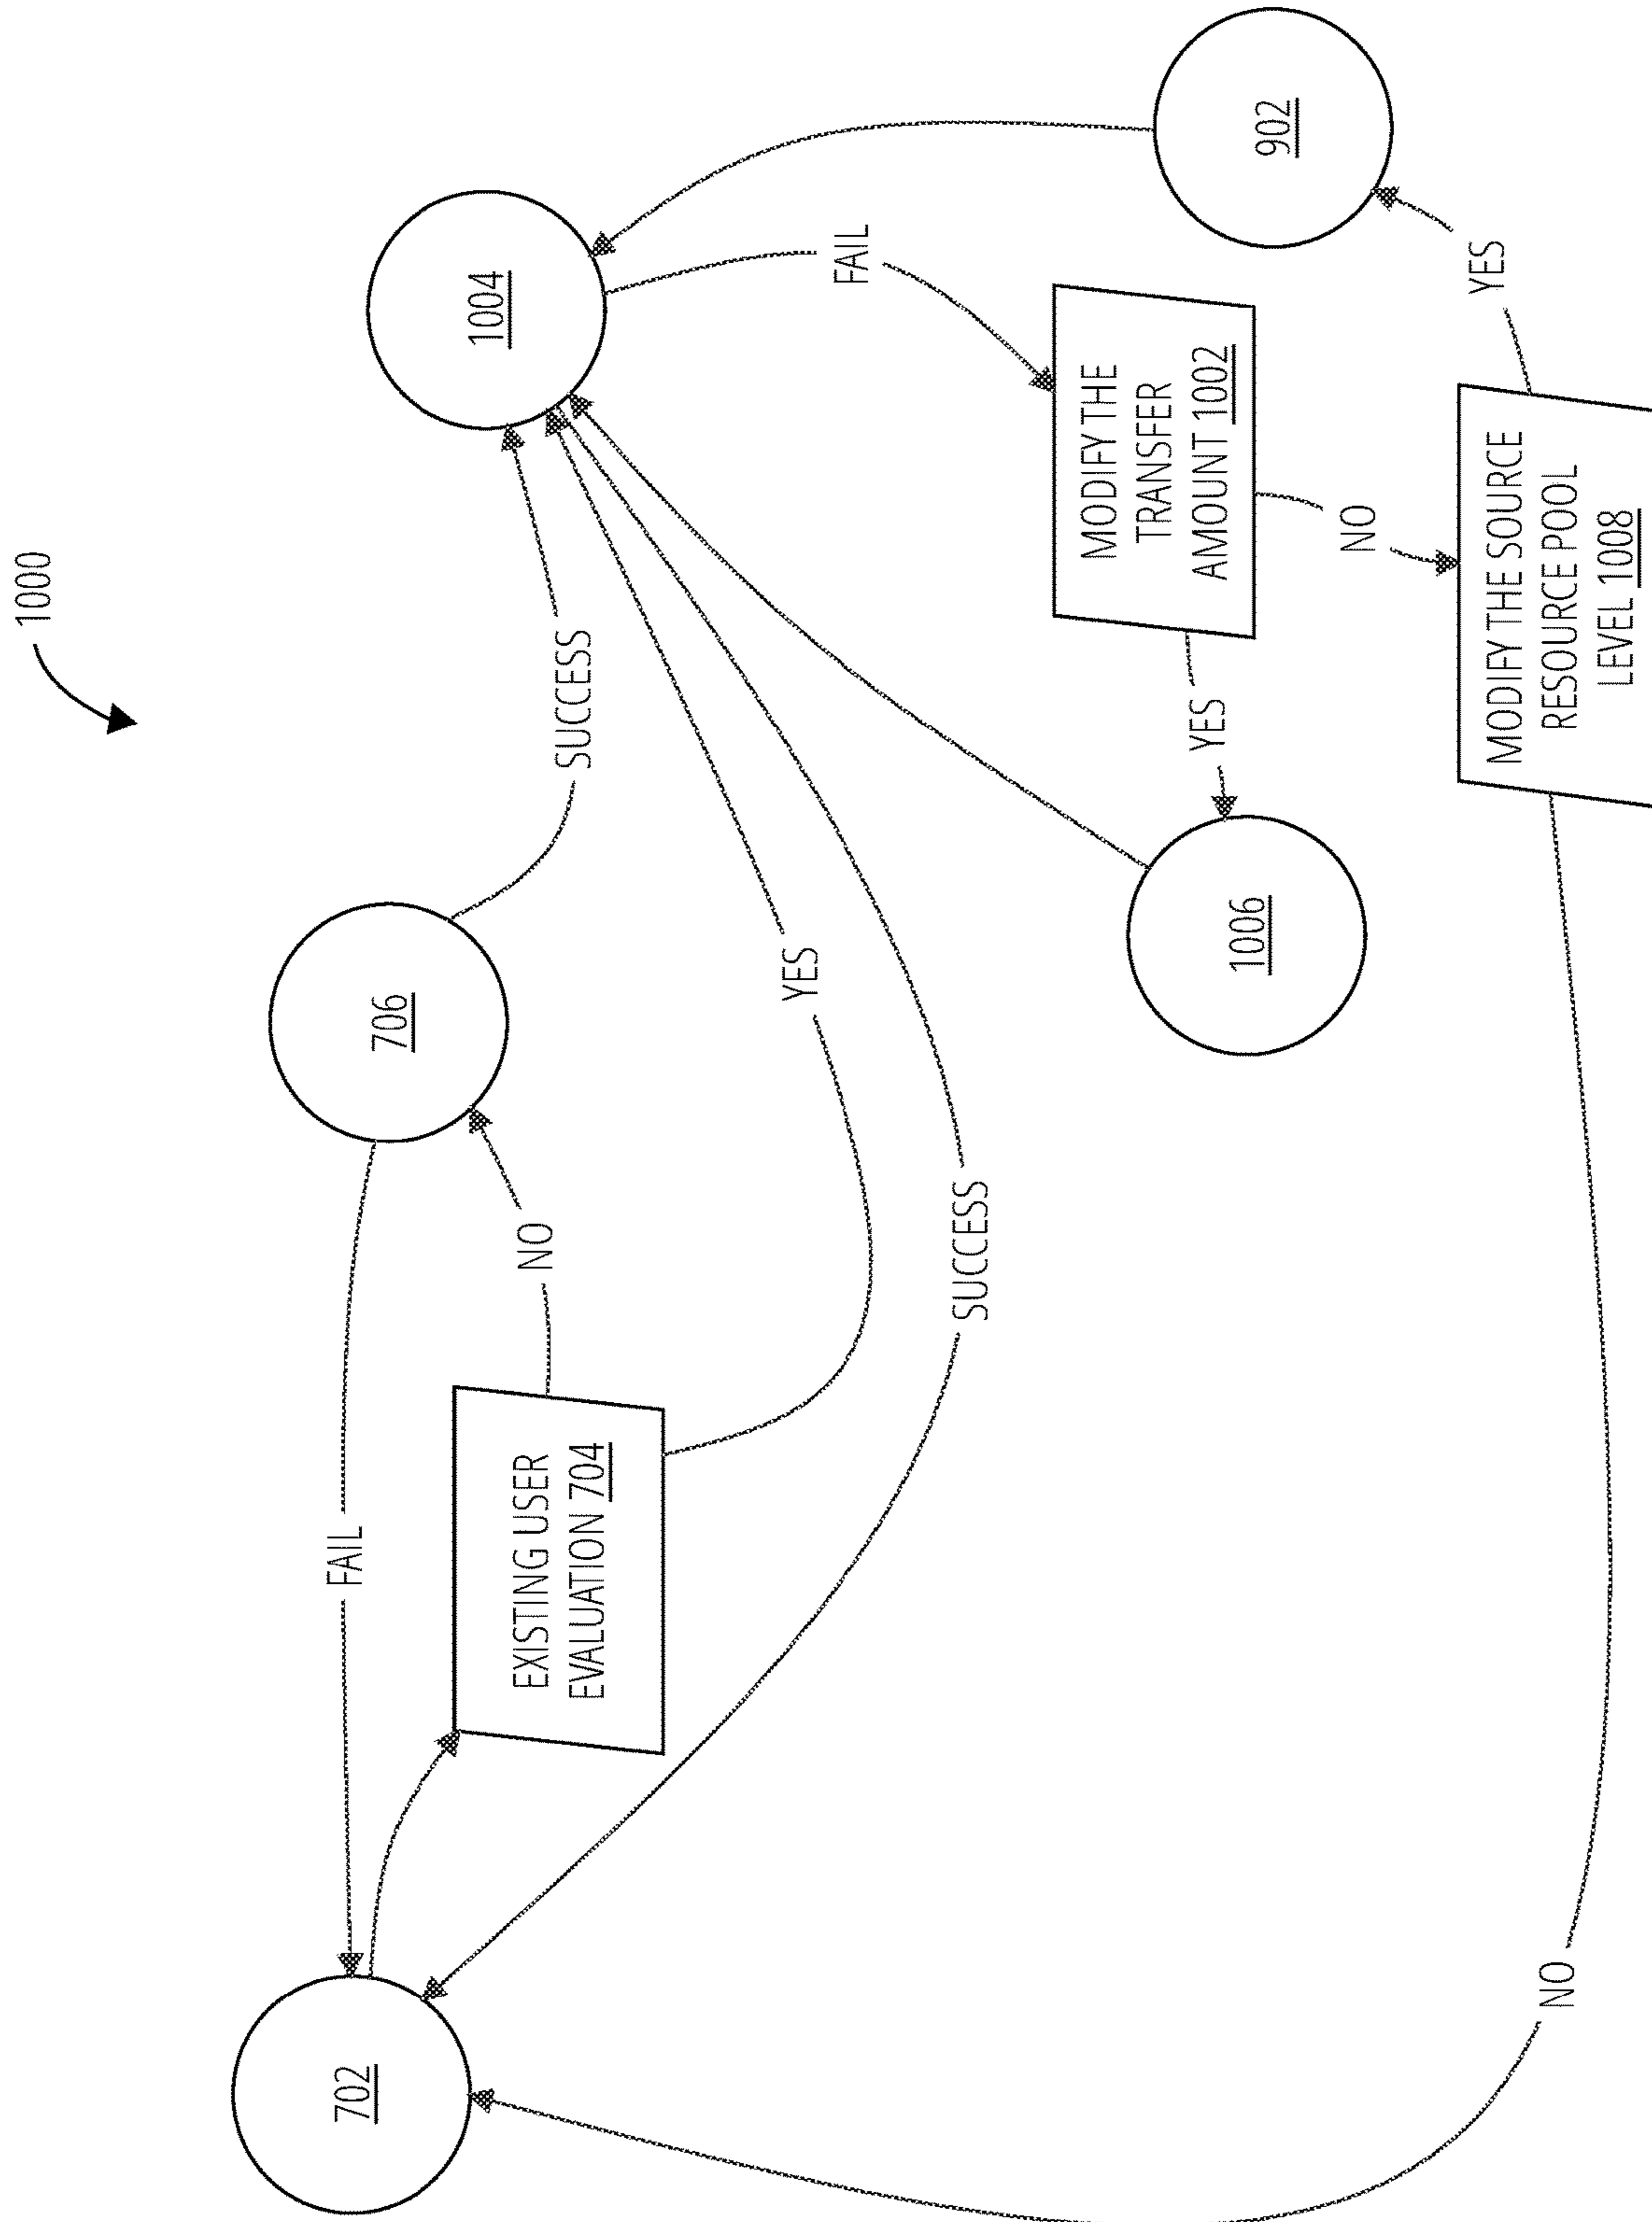 1000
702
FAIL
706
SUCCESS
1004
EXISTING USER
EVALUATION 704
NO
YES
SUCCESS
FAIL
1006
YES
MODIFY THE
TRANSFER
AMOUNT 1002
902
NO
YES
NO
MODIFY THE SOURCE
RESOURCE POOL
LEVEL 1008